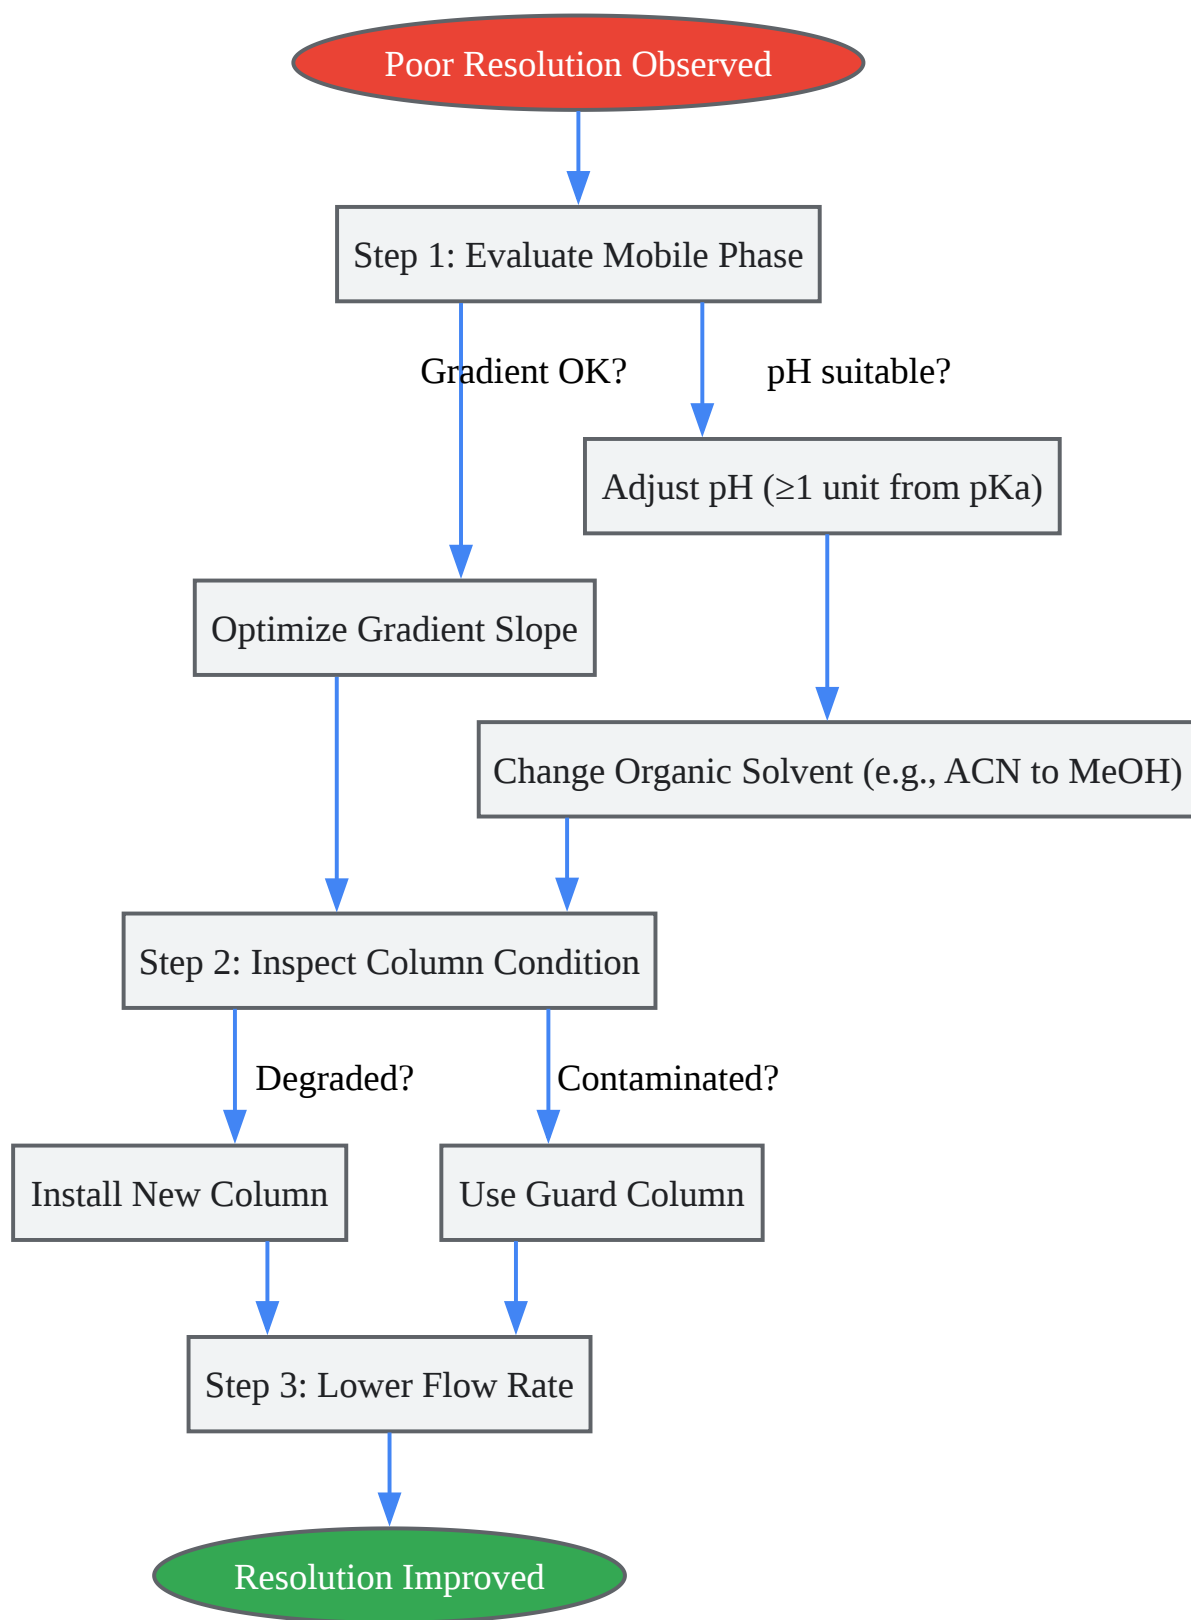 Poor Resolution Observed
Step 1: Evaluate Mobile Phase
Gradient OK?
pH suitable?
Adjust pH (≥1 unit from pKa)
Optimize Gradient Slope
Change Organic Solvent (e.g., ACN to MeOH)
Step 2: Inspect Column Condition
Degraded?
Contaminated?
Install New Column
Use Guard Column
Step 3: Lower Flow Rate
Resolution Improved